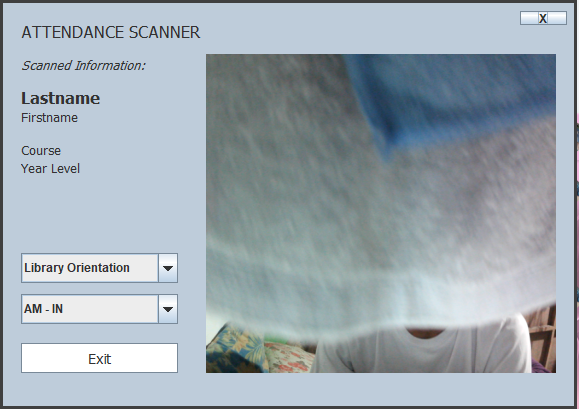 X
ATTENDANCE SCANNER
Scanned Information:
Lastname
Firstname
Course
Year Level
Library Orientation
AM - IN
Exit